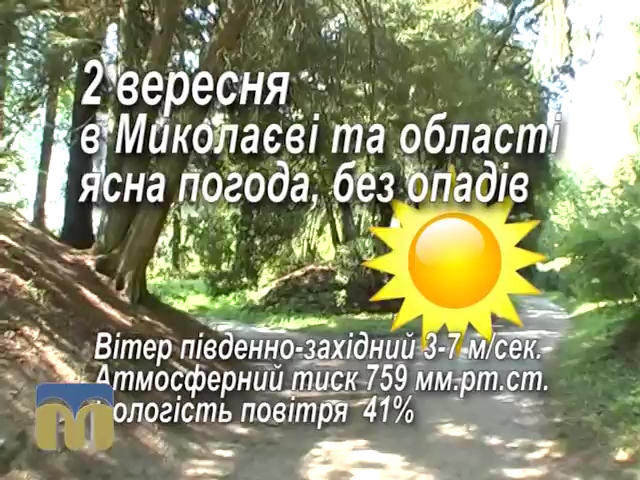 2 вересня
в Миколаєві та області
ясна погода, без опадів
Вітер південно-західний 3-7 м/сек.
Атмосферний тиск 759 мм.рт.ст.
ологість повітря 41%